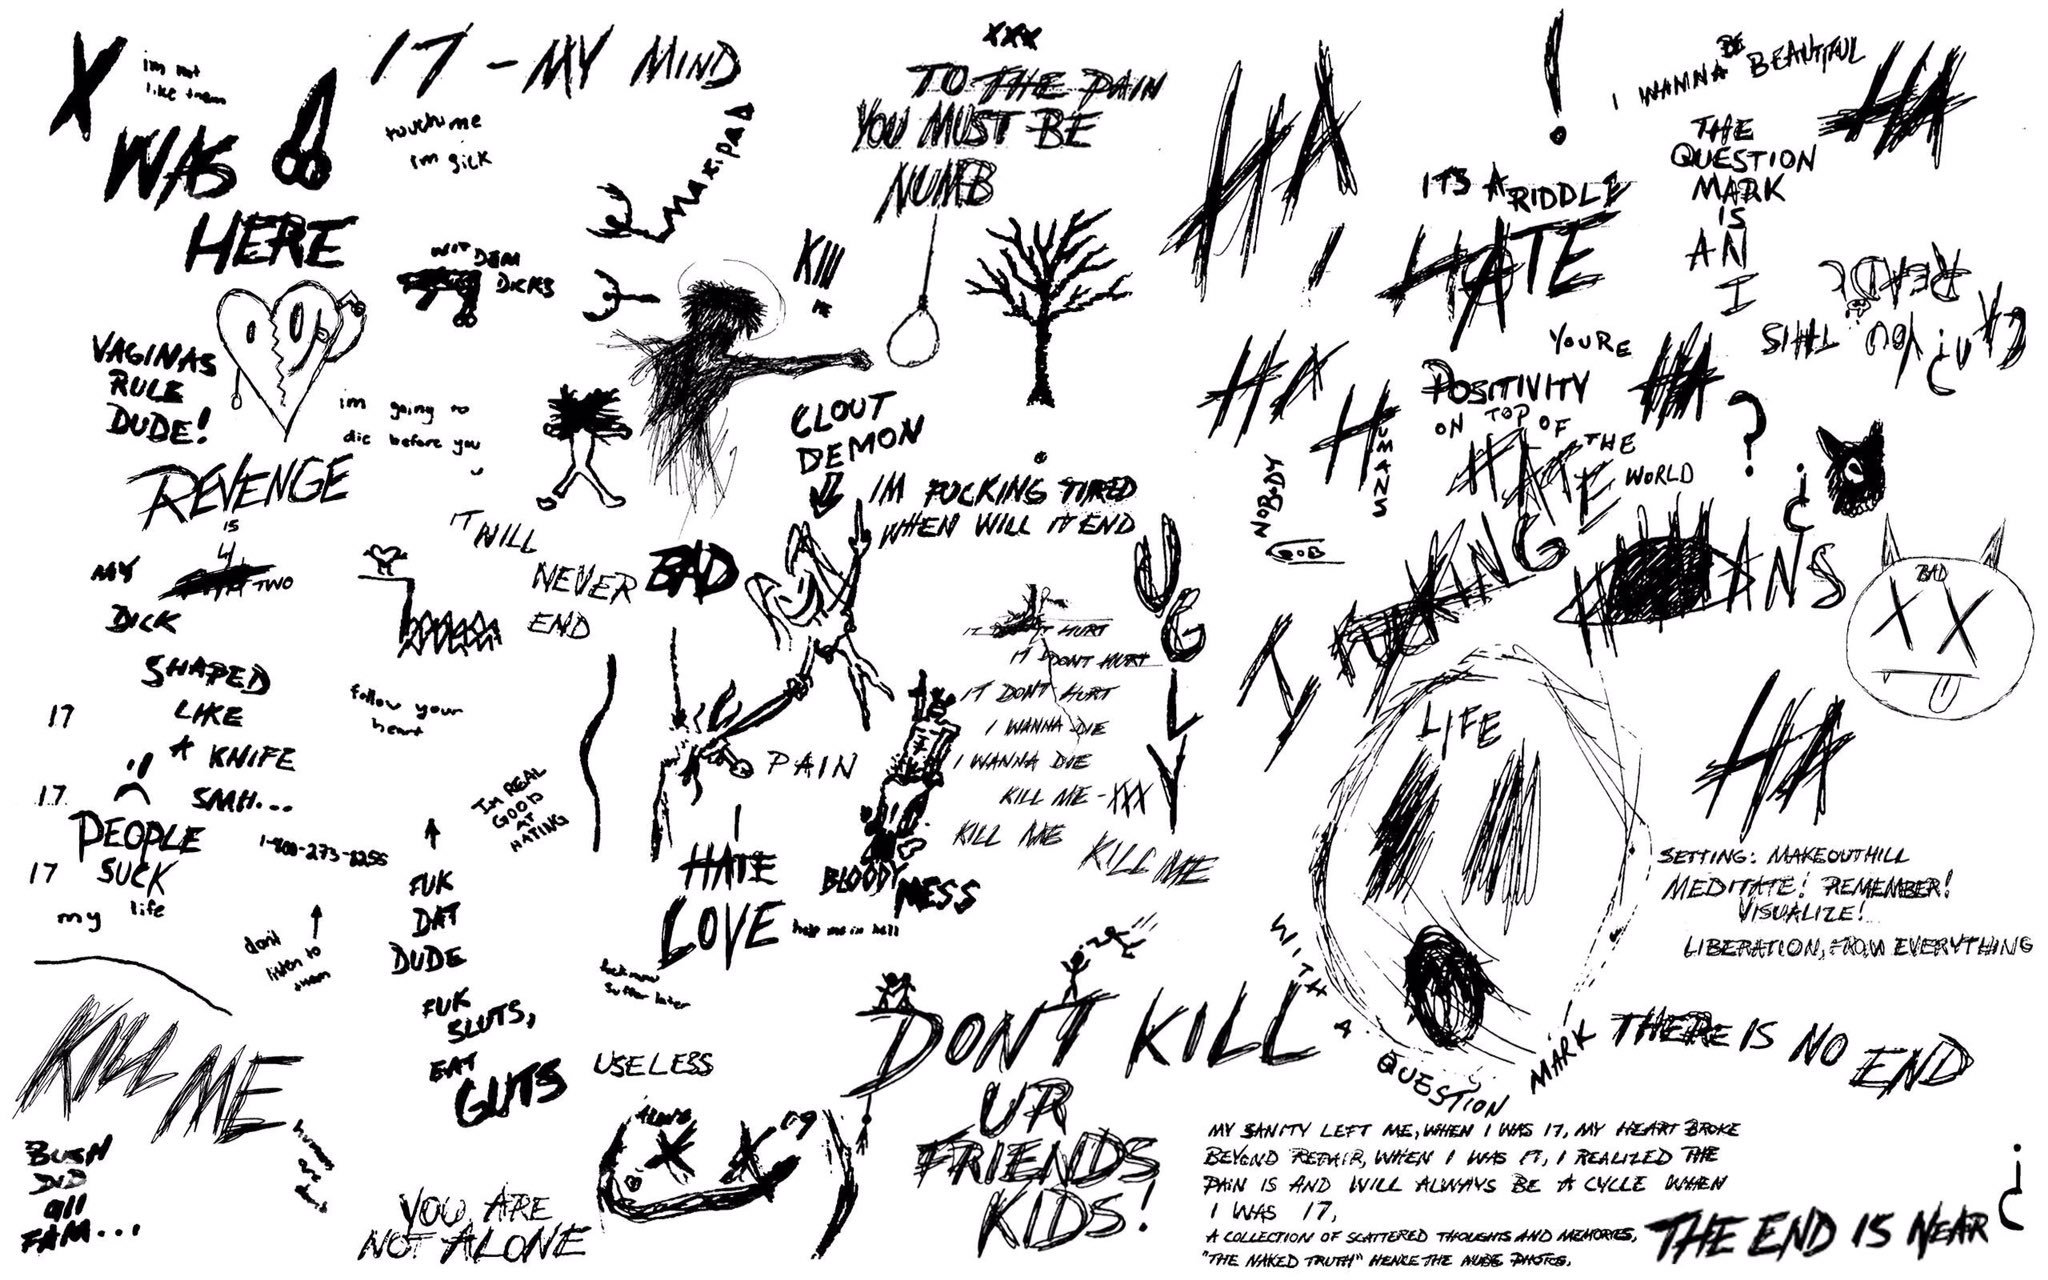 X
im not
like them
17 - MY MIND
WAS
HERE
touch me
im sick
Maxipad
XXX
TO THE PAIN
YOU MUST BE
NUMB
KIll
ME
WIT DEM
DICKS
VAGINAS
RULE
DUDE!
im going to
die before you
REVENGE
IS
4
TWO
MY
DICK
SHAPED
LIKE
A KNIFE
SMH...
IT WILL
NEVER
END
BAD
CLOUT
DEMON
IM FUCKING TIRED
WHEN WILL IT END
follow your
heart
17
17
17
PEOPLE
SUCK
my life
1-800-273-8255
don't
listen to
them
IM REAL
GOOD
AT
HATING
FUK
DAT
DUDE
FUK
SLUTS,
EAT
GUTS
PAIN
I
HATE
LOVE
help me in hell
BLOODY
MESS
IT DONT HURT
IT DONT HURT
IT DONT HURT
I WANNA DIE
I WANNA DIE
KILL ME - XXX
KILL ME
KILL ME
UGLY
fuck now
suffer later
USELESS
KILL ME
BUSH
DID
911
FAM...
humans
are
dumb
YOU ARE
NOT ALONE
ALONE
X X
17
DONT KILL
UR
FRIENDS
KIDS!
HA
!
I WANNA BE BEAUTIFUL
HA
THE
QUESTION
MARK
IS
AN
I
ITS A RIDDLE
I HATE
CAN YOU READ
THIS
?
YOURE
HA
HA
HUMANS
POSITIVITY
ON TOP OF
HATE
THE
WORLD
?
¿
NOBODY
BOB
I FUCKING HATE HUMANS
BAD
X X
LIFE
HA
SETTING: MAKEOUTHILL
MEDITATE! REMEMBER!
VISUALIZE!
LIBERATION, FROM EVERYTHING
WITH A QUESTION MARK
THERE IS NO END
MY SANITY LEFT ME, WHEN I WAS 17, MY HEART BROKE
BEYOND REPAIR, WHEN I WAS 17, I REALIZED THE
PAIN IS AND WILL ALWAYS BE A CYCLE WHEN
I WAS 17,
A COLLECTION OF SCATTERED THOUGHTS AND MEMORIES,
"THE NAKED TRUTH" HENCE THE NUDE PHOTOS.
THE END IS NEAR ¿